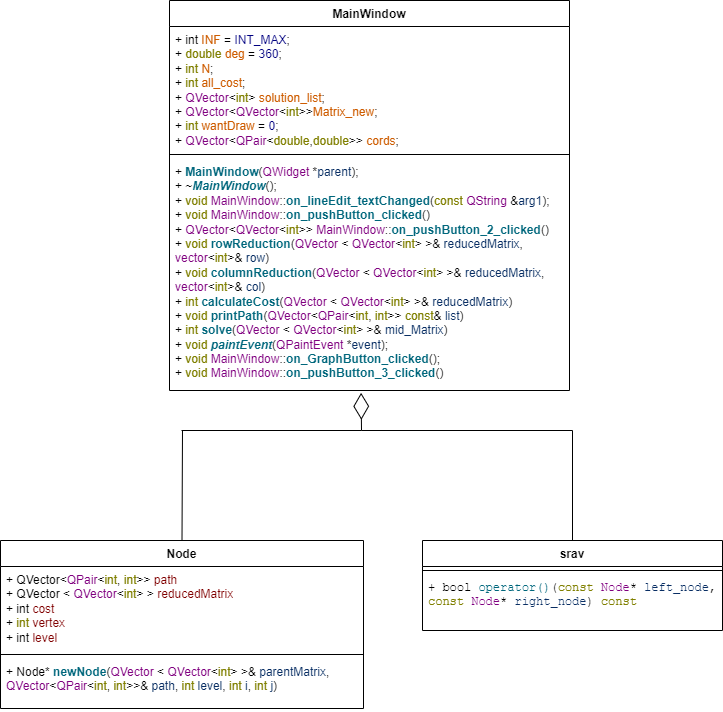 MainWindow
+ int INF = INT_MAX;
+ double deg = 360;
+ int N;
+ int all_cost;
+ QVector<int> solution_list;
+ QVector<QVector<int>>Matrix_new;
+ int wantDraw = 0;
+ QVector<QPair<double,double>> cords;
+ MainWindow(QWidget *parent);
+ ~MainWindow();
+ void MainWindow::on_lineEdit_textChanged(const QString &arg1);
+ void MainWindow::on_pushButton_clicked()
+ QVector<QVector<int>> MainWindow::on_pushButton_2_clicked()
+ void rowReduction(QVector < QVector<int> >& reducedMatrix,
vector<int>& row)
+ void columnReduction(QVector < QVector<int> >& reducedMatrix,
vector<int>& col)
+ int calculateCost(QVector < QVector<int> >& reducedMatrix)
+ void printPath(QVector<QPair<int, int>> const& list)
+ int solve(QVector < QVector<int> >& mid_Matrix)
+ void paintEvent(QPaintEvent *event);
+ void MainWindow::on_GraphButton_clicked();
+ void MainWindow::on_pushButton_3_clicked()
Node
+ QVector<QPair<int, int>> path
+ QVector < QVector<int> > reducedMatrix
+ int cost
+ int vertex
+ int level
+ Node* newNode(QVector < QVector<int> >& parentMatrix,
QVector<QPair<int, int>>& path, int level, int i, int j)
srav
+ bool operator()(const Node* left_node,
const Node* right_node) const